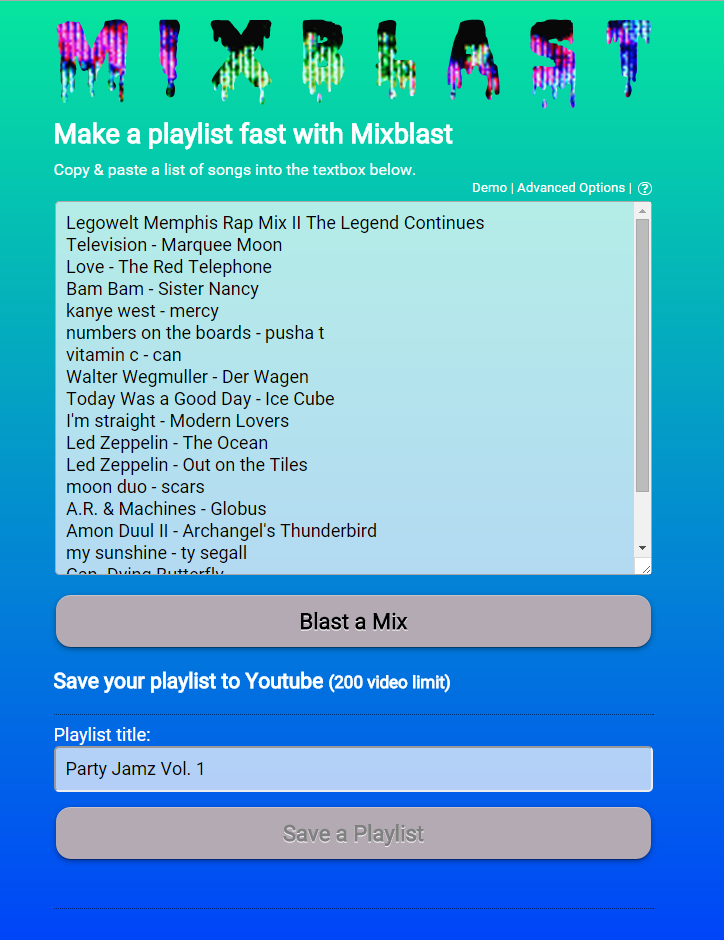 MIXBLAST
Make a playlist fast with Mixblast
Copy & paste a list of songs into the textbox below.
Demo | Advanced Options | ?
Legowelt Memphis Rap Mix II The Legend Continues
Television - Marquee Moon
Love - The Red Telephone
Bam Bam - Sister Nancy
kanye west - mercy
numbers on the boards - pusha t
vitamin c - can
Walter Wegmuller - Der Wagen
Today Was a Good Day - Ice Cube
I'm straight - Modern Lovers
Led Zeppelin - The Ocean
Led Zeppelin - Out on the Tiles
moon duo - scars
A.R. & Machines - Globus
Amon Duul II - Archangel's Thunderbird
my sunshine - ty segall
Can- Dying Butterfly
Blast a Mix
Save your playlist to Youtube (200 video limit)
Playlist title:
Party Jamz Vol. 1
Save a Playlist